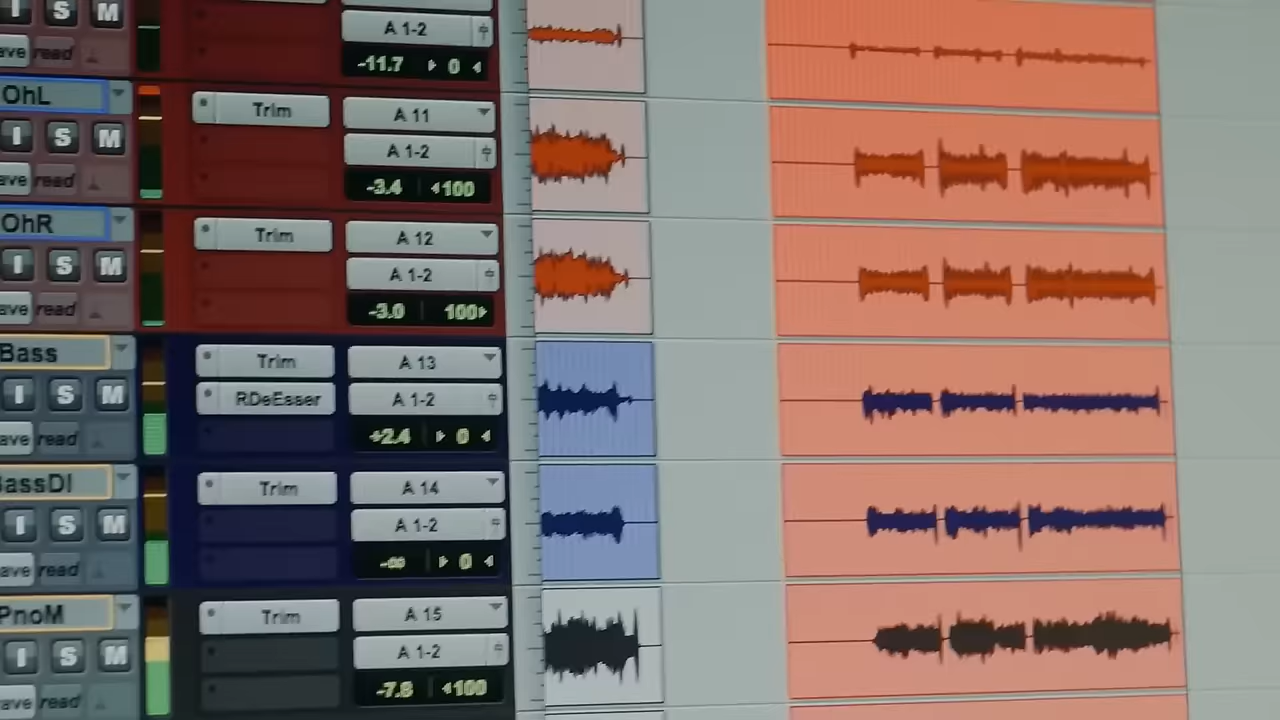 I S M A 1-2
ave read -11.7 0
OhL Trim A 11
I S M A 1-2
ave read -3.4 100
OhR Trim A 12
I S M A 1-2
ave read -3.0 100
Bass Trim A 13
I S M RDeEsser A 1-2
ave read +2.4 0
BassDI Trim A 14
I S M A 1-2
ave read -∞ 0
PnoM Trim A 15
I S M A 1-2
ave read -7.8 100